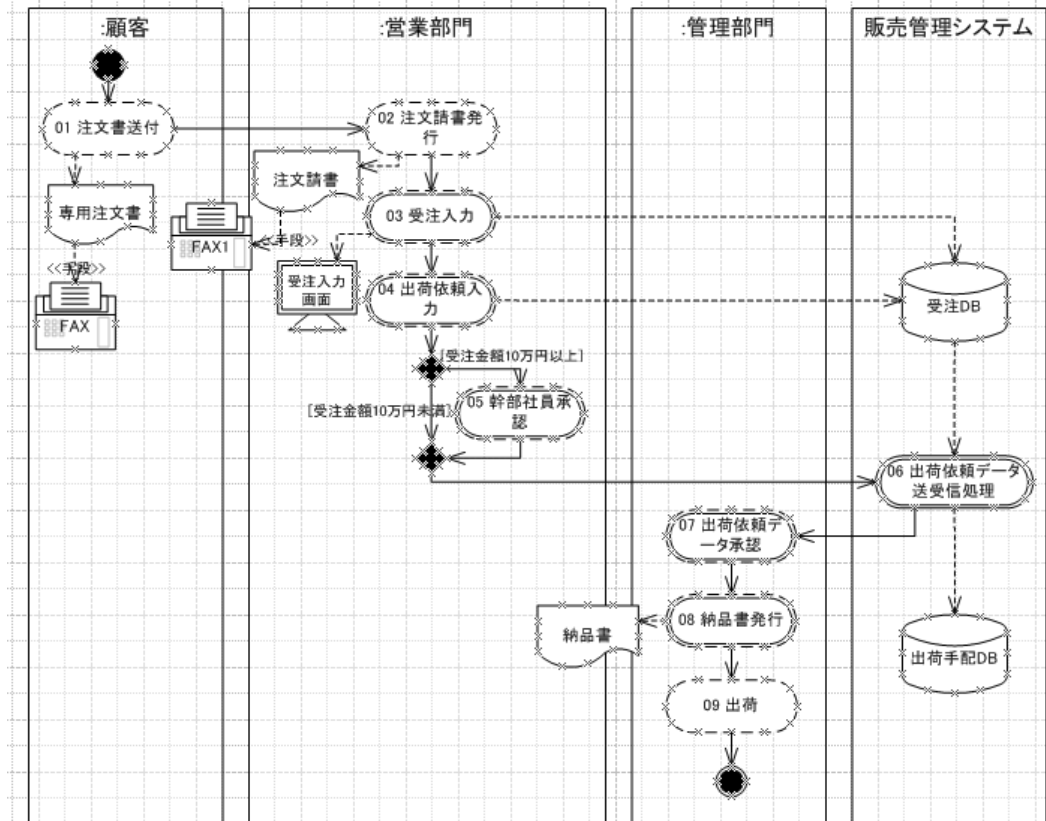 :顧客
:営業部門
:管理部門
販売管理システム
01 注文書送付
02 注文請書発
行
注文請書
専用注文書
03 受注入力
FAX1
<<手段>>
<<手段>>
受注入力
画面
04 出荷依頼入
力
受注DB
FAX
[受注金額10万円以上]
[受注金額10万円未満]
05 幹部社員承
認
06 出荷依頼データ
送受信処理
07 出荷依頼デ
ータ承認
08 納品書発行
納品書
出荷手配DB
09 出荷